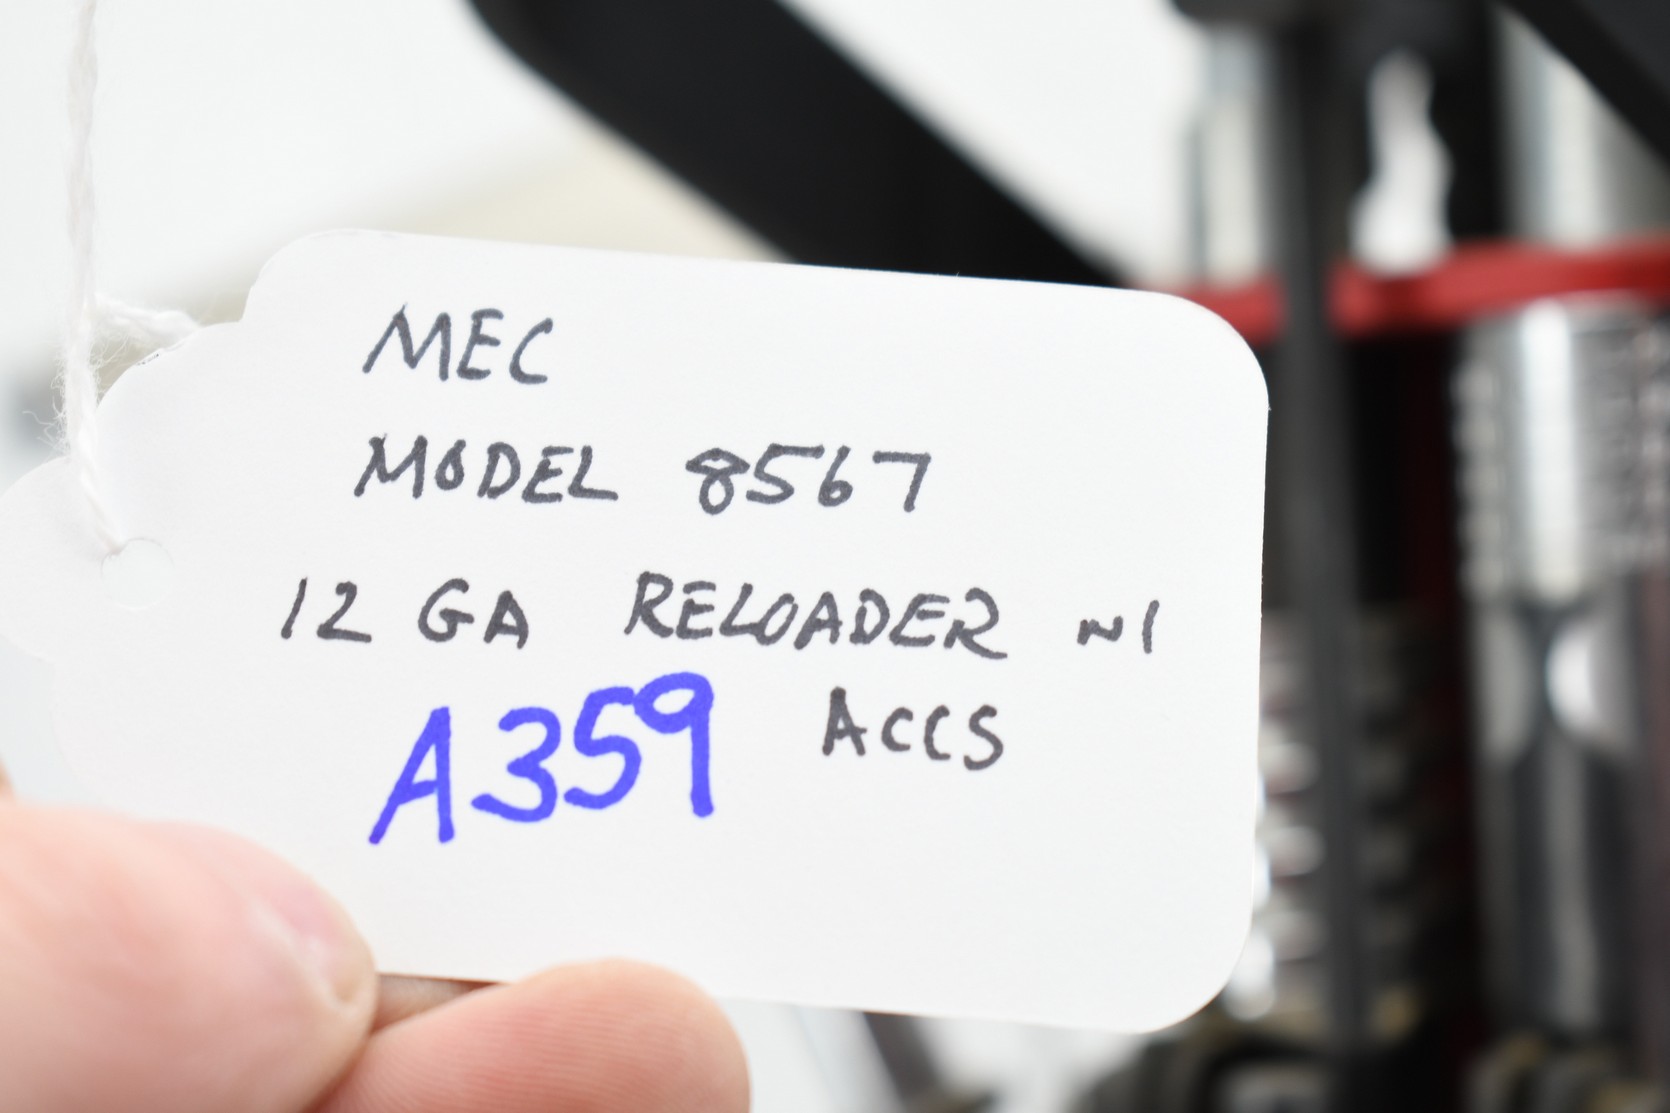 MEC
MODEL 8567
12 GA RELOADER W/
ACCS
A359